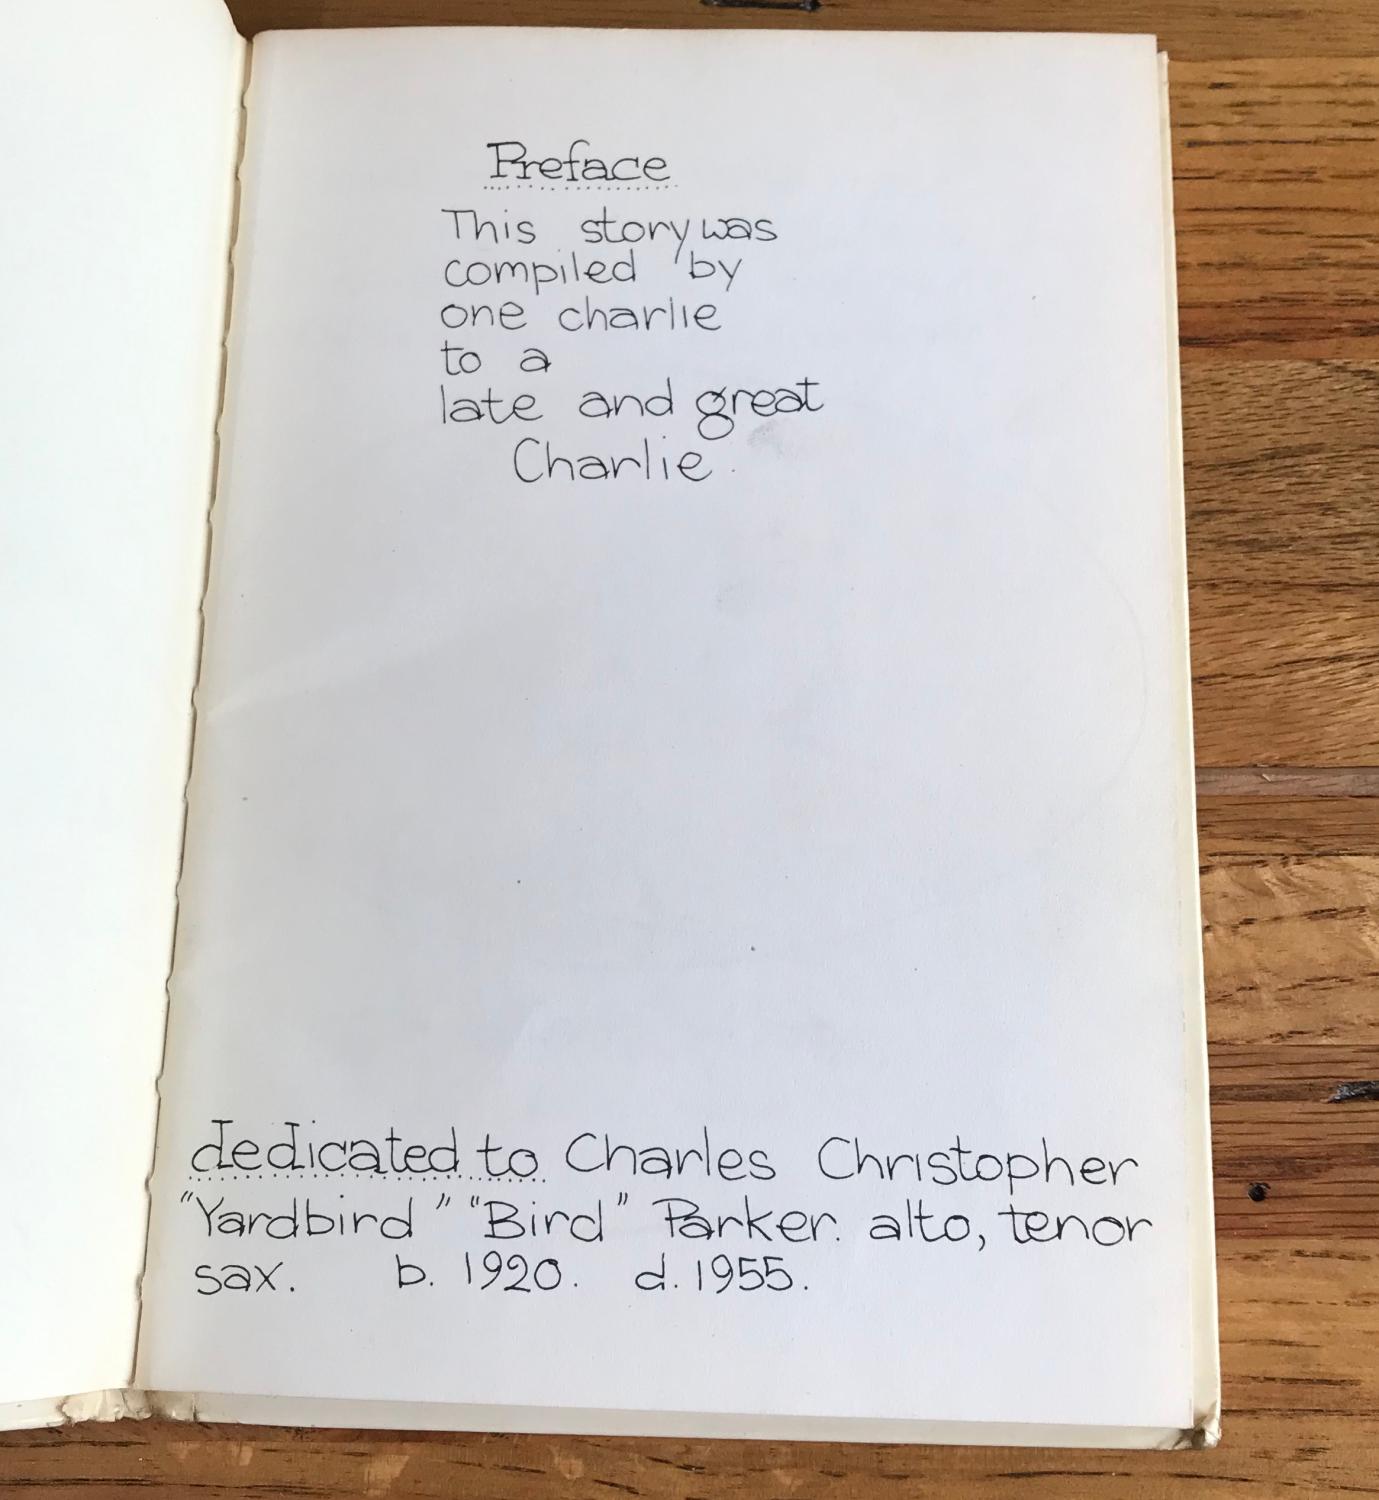 Preface
This story was
compiled by
one charlie
to a
late and great
Charlie.
dedicated to Charles Christopher
"Yardbird" "Bird" Parker. alto, tenor
sax. b. 1920. d. 1955.